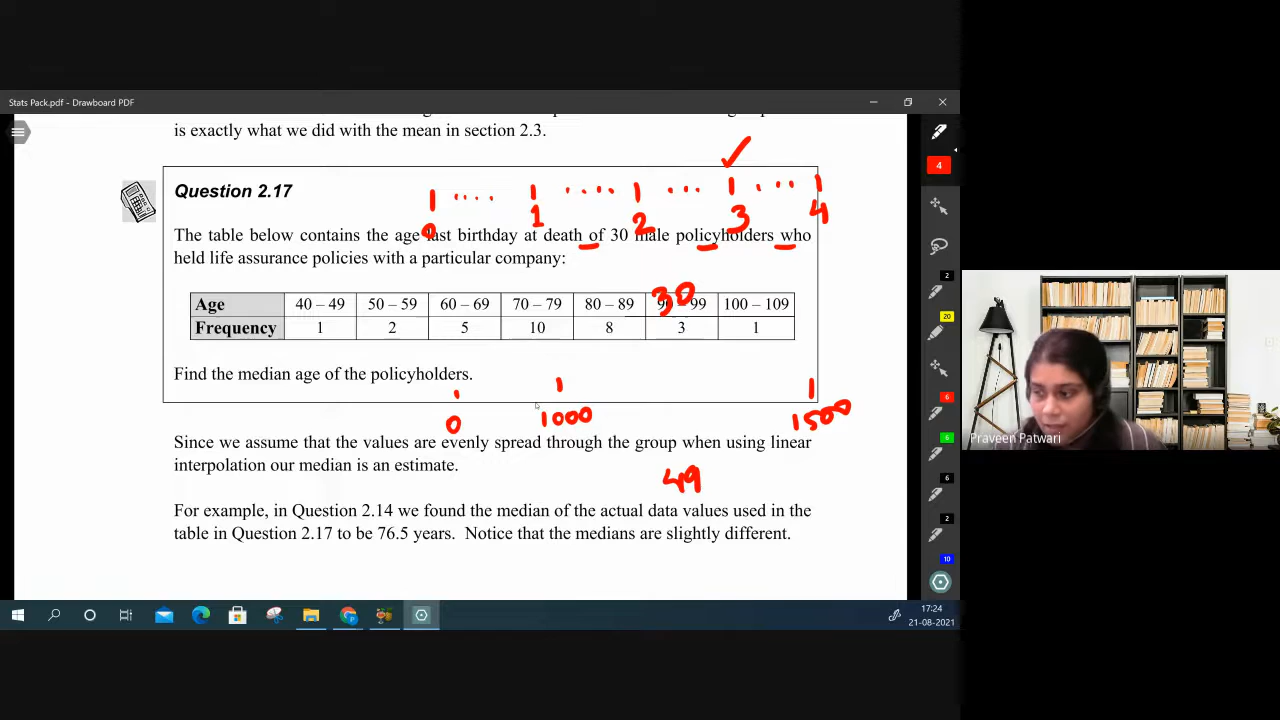 Stats Pack.pdf - Drawboard PDF
is exactly what we did with the mean in section 2.3.
4
Question 2.17
0 1 2 3 4
The table below contains the age last birthday at death of 30 male policyholders who
held life assurance policies with a particular company:
30
Age 40 – 49 50 – 59 60 – 69 70 – 79 80 – 89 90 – 99 100 – 109
Frequency 1 2 5 10 8 3 1
Find the median age of the policyholders.
0 1000 1500
Since we assume that the values are evenly spread through the group when using linear
interpolation our median is an estimate.
49
For example, in Question 2.14 we found the median of the actual data values used in the
table in Question 2.17 to be 76.5 years. Notice that the medians are slightly different.
2
20
6
6
2
10
Praveen Patwari
17:24
21-08-2021